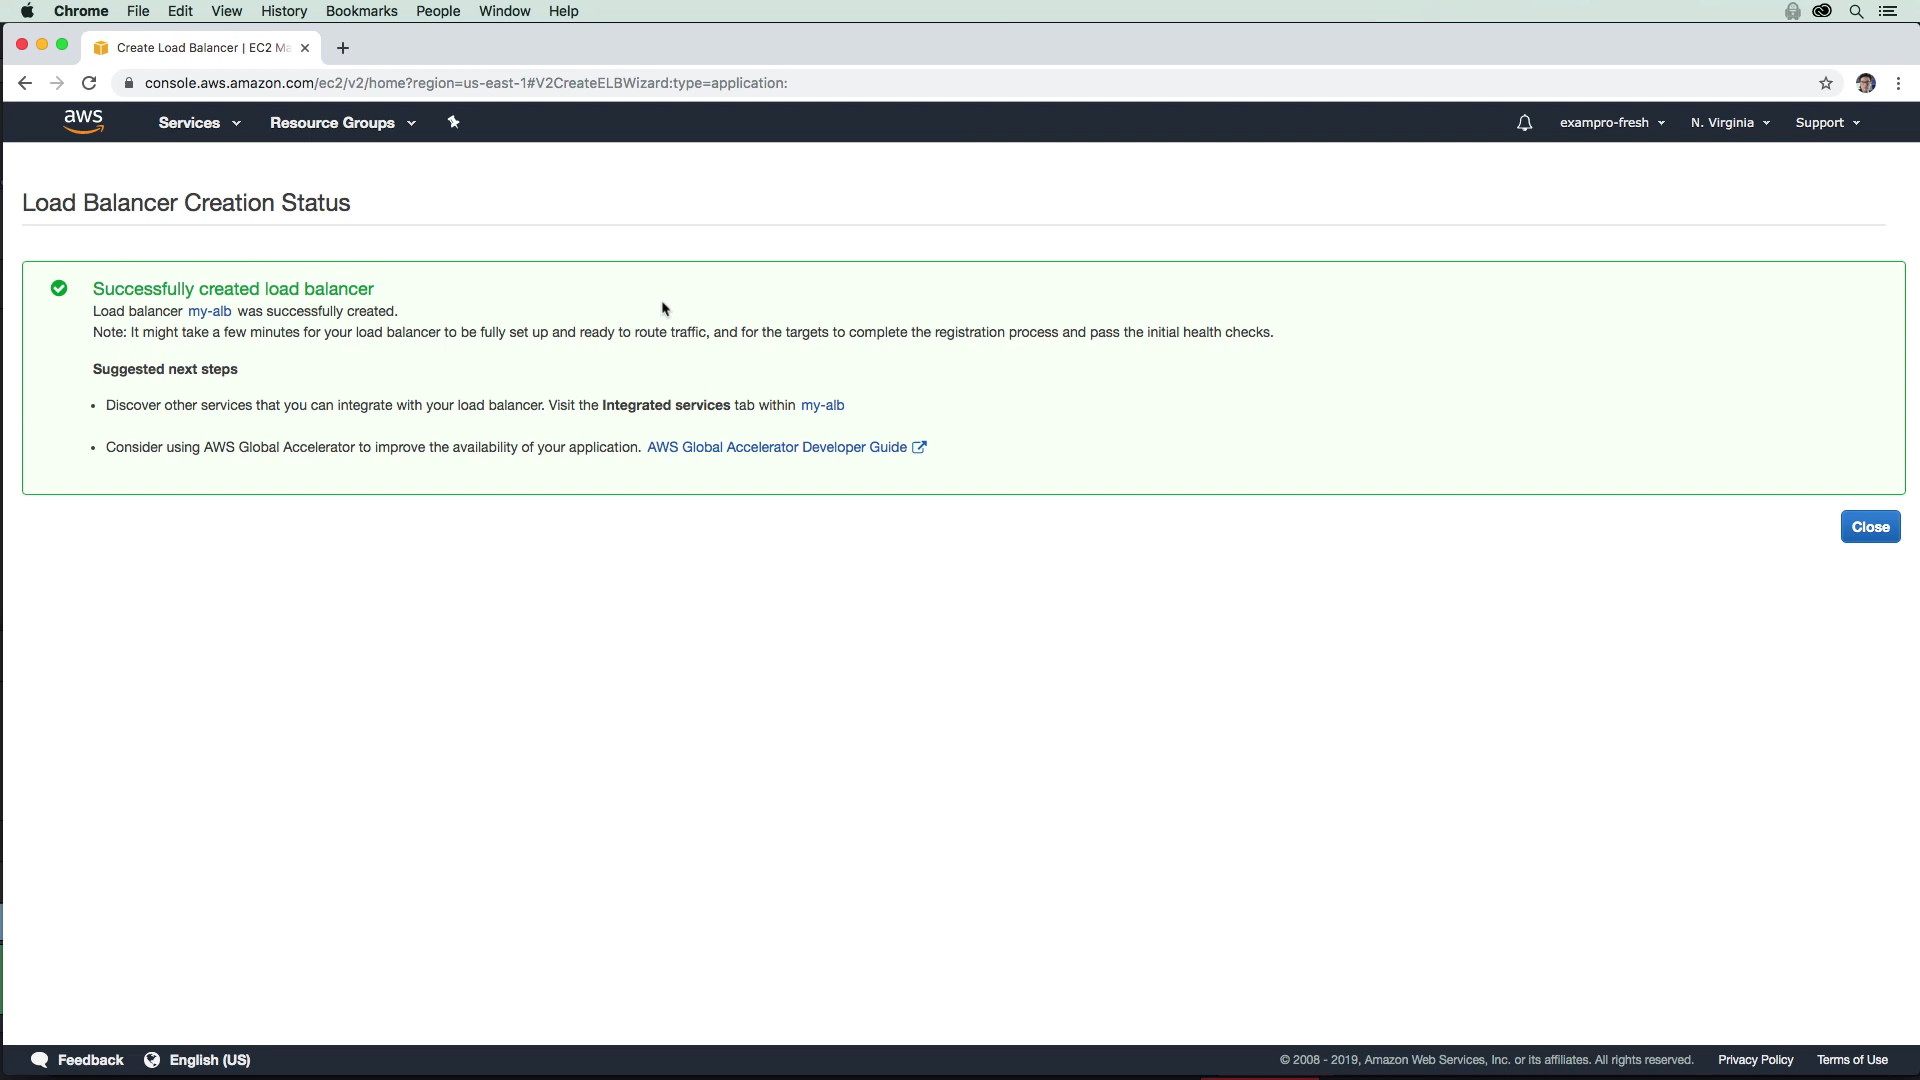 Chrome File Edit View History Bookmarks People Window Help
Create Load Balancer | EC2 Ma
console.aws.amazon.com/ec2/v2/home?region=us-east-1#V2CreateELBWizard:type=application:
aws Services Resource Groups exampro-fresh N. Virginia Support
Load Balancer Creation Status
Successfully created load balancer
Load balancer my-alb was successfully created.
Note: It might take a few minutes for your load balancer to be fully set up and ready to route traffic, and for the targets to complete the registration process and pass the initial health checks.
Suggested next steps
• Discover other services that you can integrate with your load balancer. Visit the Integrated services tab within my-alb
• Consider using AWS Global Accelerator to improve the availability of your application. AWS Global Accelerator Developer Guide
Close
Feedback English (US) © 2008 - 2019, Amazon Web Services, Inc. or its affiliates. All rights reserved. Privacy Policy Terms of Use